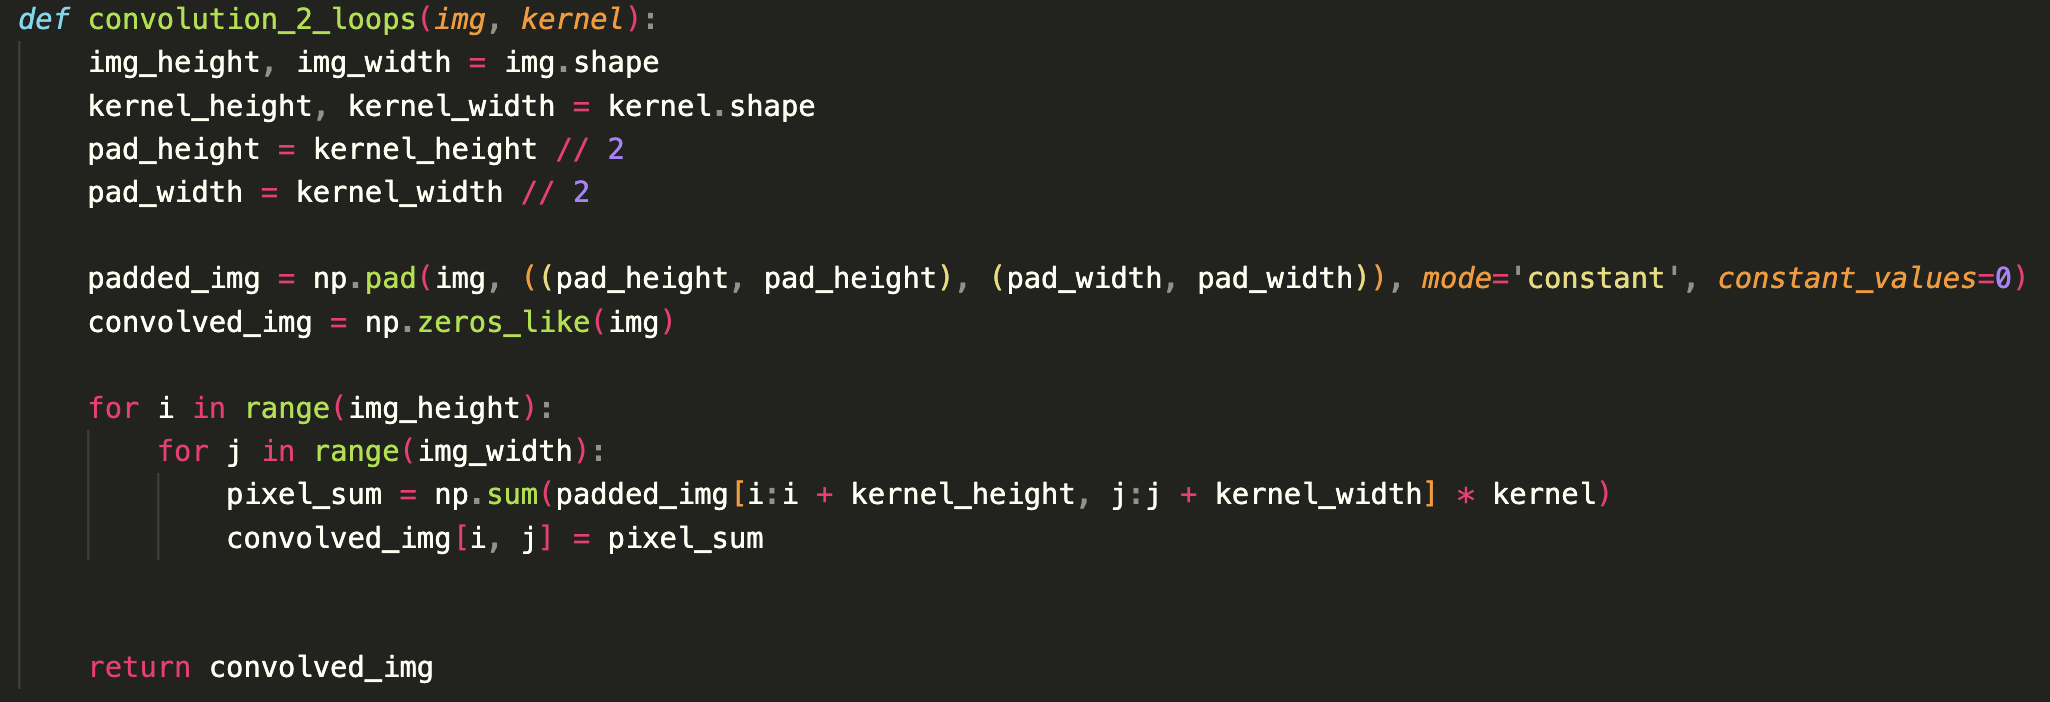 def convolution_2_loops(img, kernel):
    img_height, img_width = img.shape
    kernel_height, kernel_width = kernel.shape
    pad_height = kernel_height // 2
    pad_width = kernel_width // 2

    padded_img = np.pad(img, ((pad_height, pad_height), (pad_width, pad_width)), mode='constant', constant_values=0)
    convolved_img = np.zeros_like(img)

    for i in range(img_height):
        for j in range(img_width):
            pixel_sum = np.sum(padded_img[i:i + kernel_height, j:j + kernel_width] * kernel)
            convolved_img[i, j] = pixel_sum

    return convolved_img